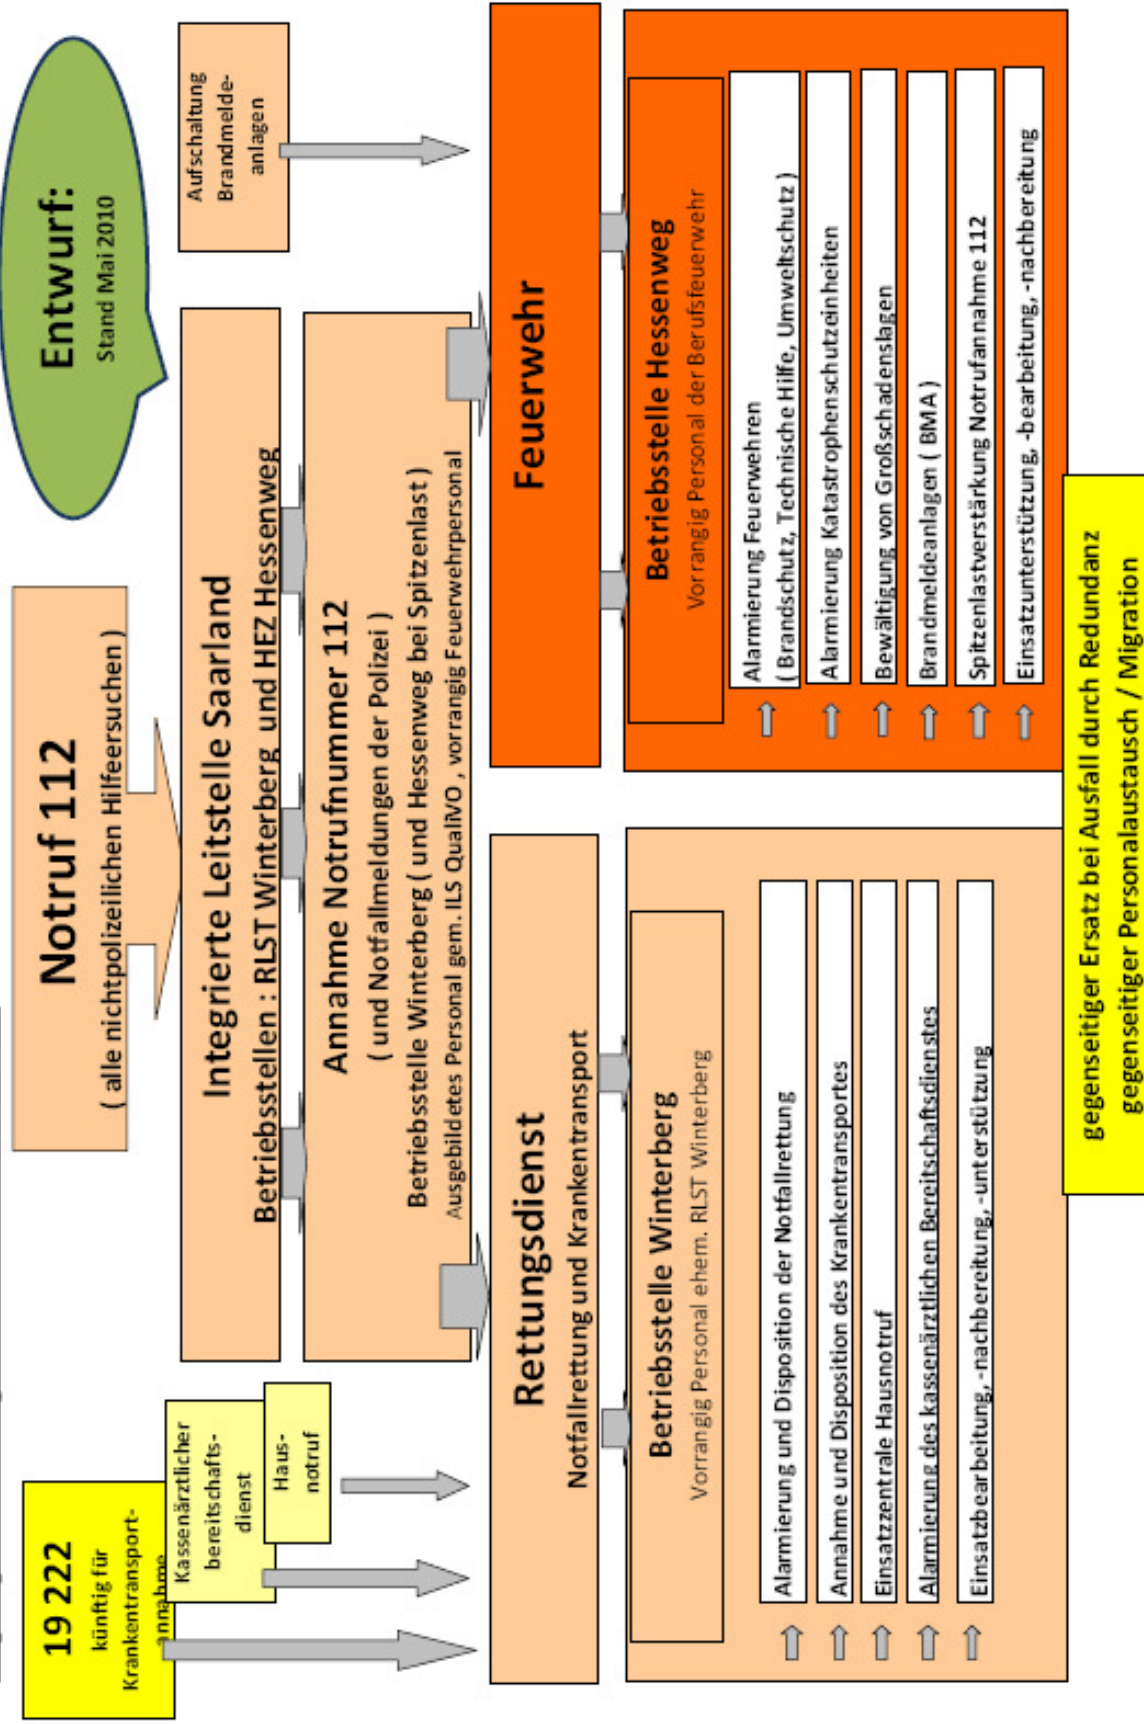 Entwurf:
Stand Mai 2010
Notruf 112
( alle nichtpolizeilichen Hilfeersuchen )
19 222
künftig für
Krankentransport-
annahme
Kassenärztlicher
bereitschafts-
dienst
Haus-
notruf
Integrierte Leitstelle Saarland
Betriebsstellen : RLST Winterberg und HEZ Hessenweg
Aufschaltung
Brandmelde-
anlagen
Annahme Notrufnummer 112
( und Notfallmeldungen der Polizei )
Betriebsstelle Winterberg ( und Hessenweg bei Spitzenlast )
Ausgebildetes Personal gem. ILS QualiVO , vorrangig Feuerwehrpersonal
Rettungsdienst
Notfallrettung und Krankentransport
Betriebsstelle Winterberg
Vorrangig Personal ehem. RLST Winterberg
Alarmierung und Disposition der Notfallrettung
Annahme und Disposition des Krankentransportes
Einsatzzentrale Hausnotruf
Alarmierung des kassenärztlichen Bereitschaftsdienstes
Einsatzbearbeitung, -nachbereitung, -unterstützung
Feuerwehr
Betriebsstelle Hessenweg
Vorrangig Personal der Berufsfeuerwehr
Alarmierung Feuerwehren
( Brandschutz, Technische Hilfe, Umweltschutz )
Alarmierung Katastrophenschutzeinheiten
Bewältigung von Großschadenslagen
Brandmeldeanlagen ( BMA )
Spitzenlastverstärkung Notrufannahme 112
Einsatzunterstützung, -bearbeitung, -nachbereitung
gegenseitiger Ersatz bei Ausfall durch Redundanz
gegenseitiger Personalaustausch / Migration